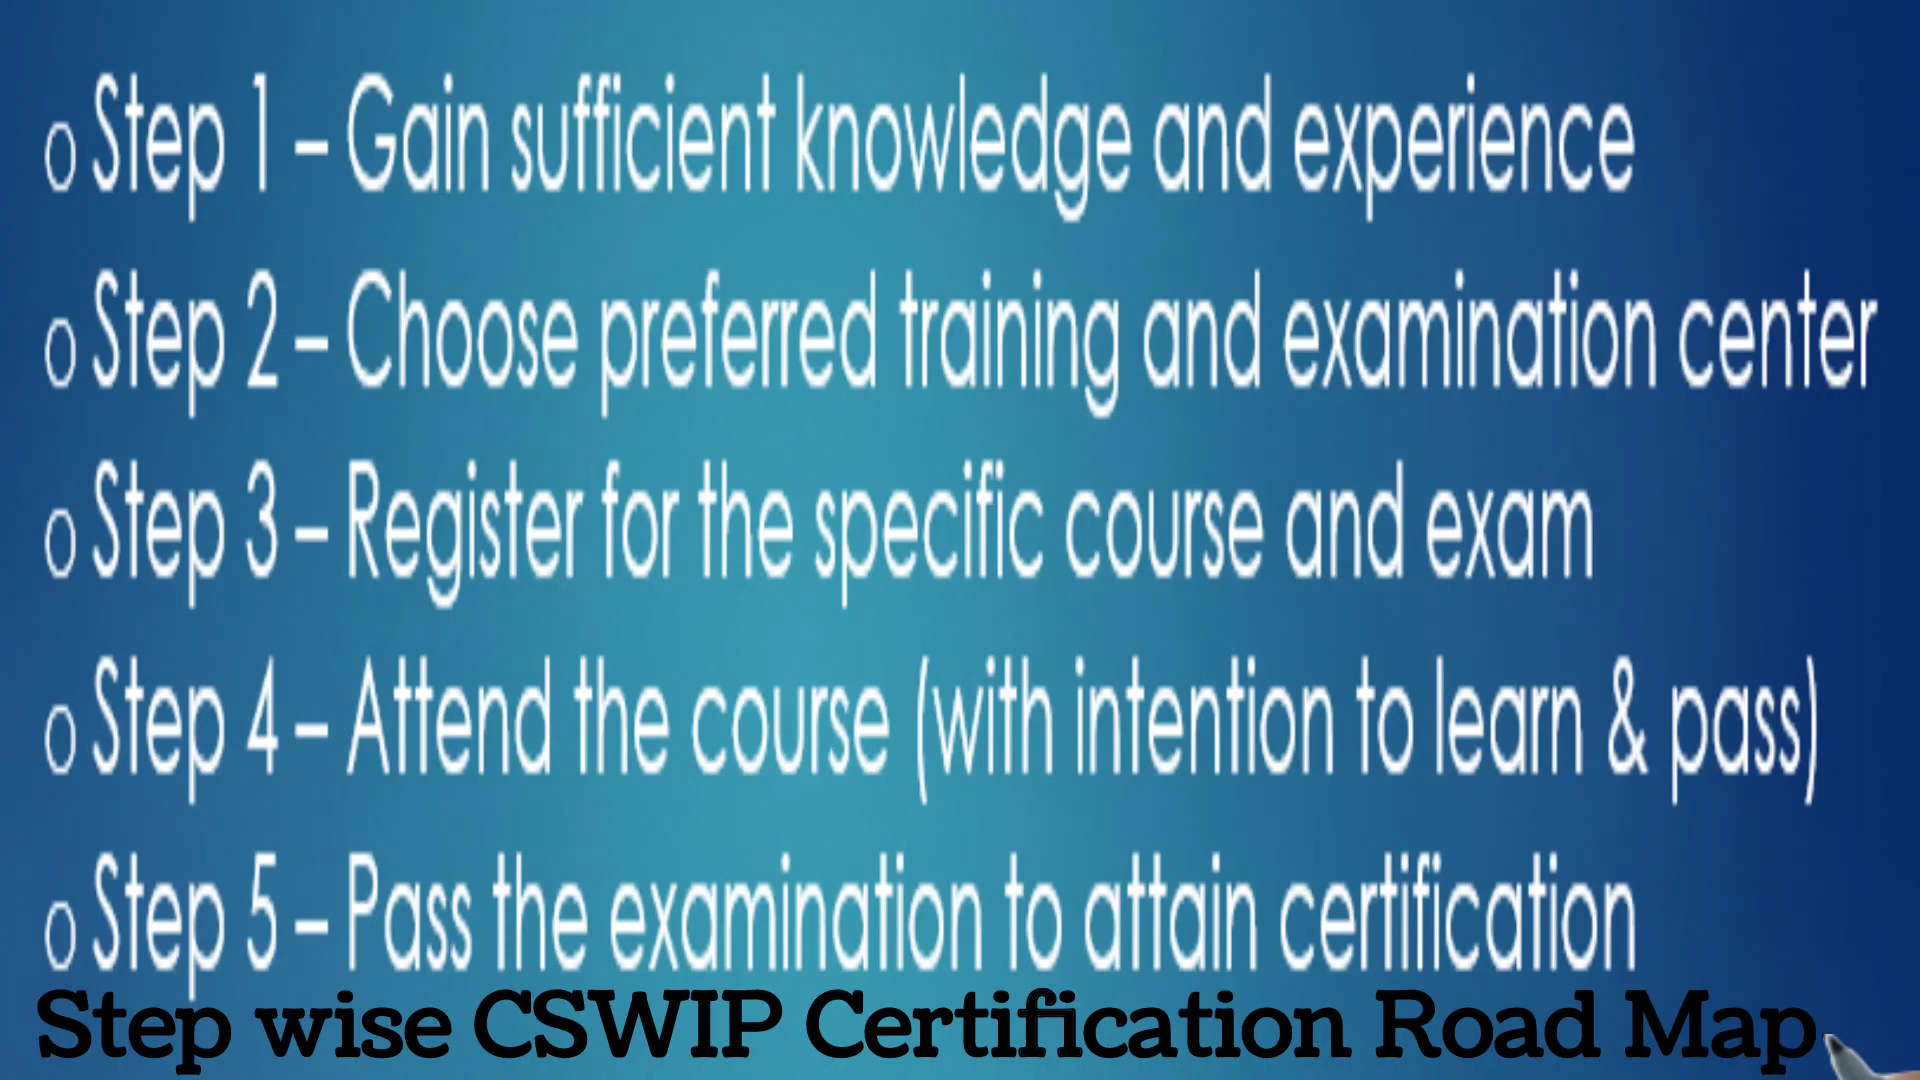 o Step 1 – Gain sufficient knowledge and experience
o Step 2 – Choose preferred training and examination center
o Step 3 – Register for the specific course and exam
o Step 4 – Attend the course (with intention to learn & pass)
o Step 5 – Pass the examination to attain certification
Step wise CSWIP Certification Road Map